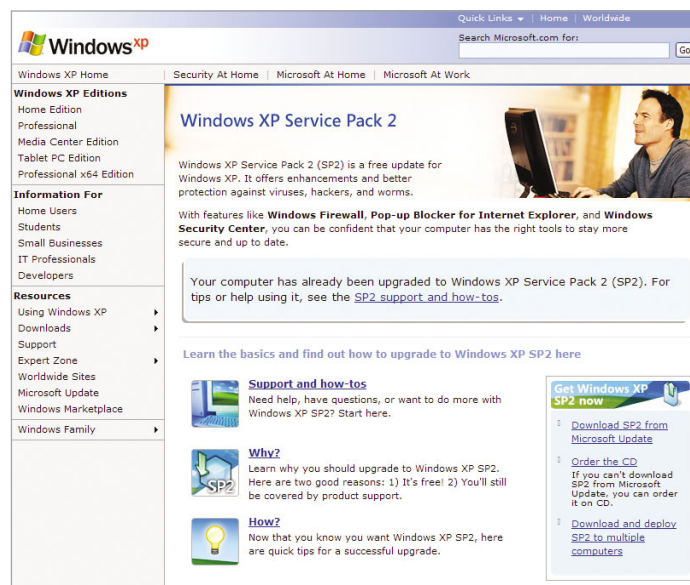 Quick Links | Home | Worldwide
Windows xp
Search Microsoft.com for:
Go
Windows XP Home | Security At Home | Microsoft At Home | Microsoft At Work
Windows XP Editions
Home Edition
Professional
Media Center Edition
Tablet PC Edition
Professional x64 Edition
Information For
Home Users
Students
Small Businesses
IT Professionals
Developers
Resources
Using Windows XP
Downloads
Support
Expert Zone
Worldwide Sites
Microsoft Update
Windows Marketplace
Windows Family
Windows XP Service Pack 2
Windows XP Service Pack 2 (SP2) is a free update for
Windows XP. It offers enhancements and better
protection against viruses, hackers, and worms.
With features like Windows Firewall, Pop-up Blocker for Internet Explorer, and Windows
Security Center, you can be confident that your computer has the right tools to stay more
secure and up to date.
Your computer has already been upgraded to Windows XP Service Pack 2 (SP2). For
tips or help using it, see the SP2 support and how-tos.
Learn the basics and find out how to upgrade to Windows XP SP2 here
Support and how-tos
Need help, have questions, or want to do more with
Windows XP SP2? Start here.
SP2
Why?
Learn why you should upgrade to Windows XP SP2.
Here are two good reasons: 1) It's free! 2) You'll still
be covered by product support.
How?
Now that you know you want Windows XP SP2, here
are quick tips for a successful upgrade.
Get Windows XP
SP2 now
Download SP2 from
Microsoft Update
Order the CD
If you can't download
SP2 from Microsoft
Update, you can order
it on CD.
Download and deploy
SP2 to multiple
computers